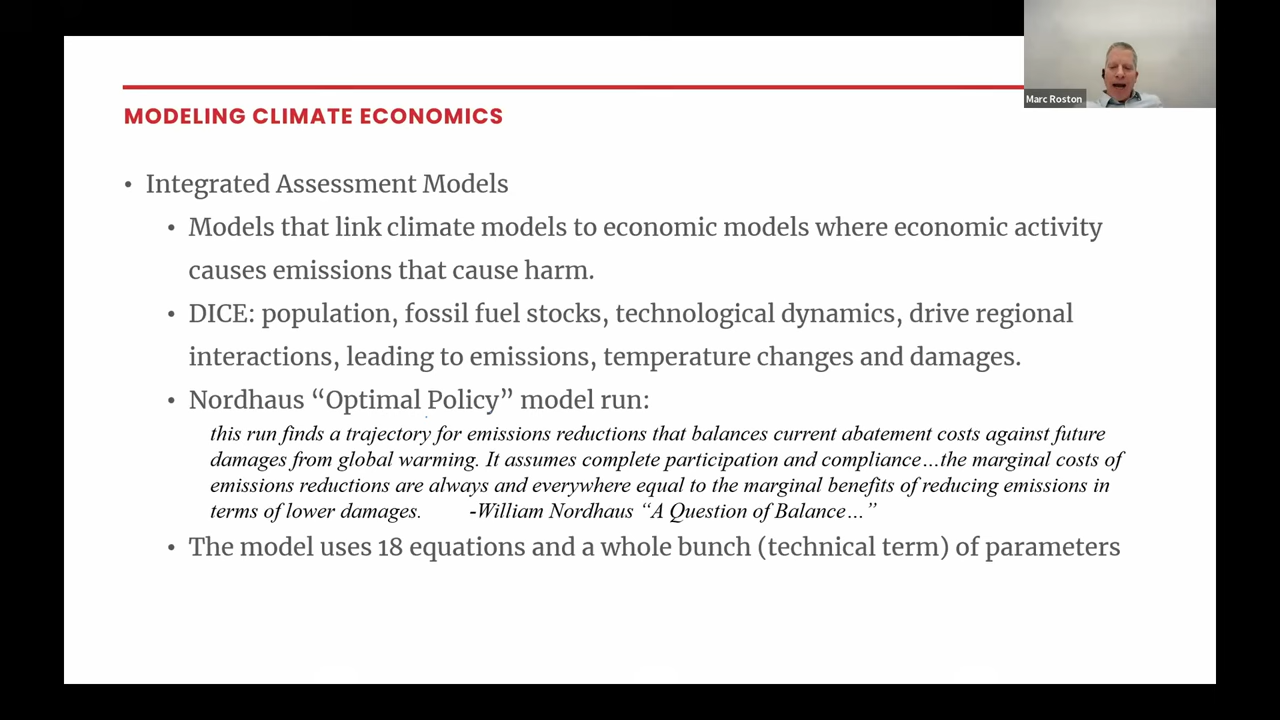 Marc Roston
MODELING CLIMATE ECONOMICS
• Integrated Assessment Models
• Models that link climate models to economic models where economic activity
causes emissions that cause harm.
• DICE: population, fossil fuel stocks, technological dynamics, drive regional
interactions, leading to emissions, temperature changes and damages.
• Nordhaus “Optimal Policy” model run:
this run finds a trajectory for emissions reductions that balances current abatement costs against future
damages from global warming. It assumes complete participation and compliance…the marginal costs of
emissions reductions are always and everywhere equal to the marginal benefits of reducing emissions in
terms of lower damages. -William Nordhaus “A Question of Balance…”
• The model uses 18 equations and a whole bunch (technical term) of parameters